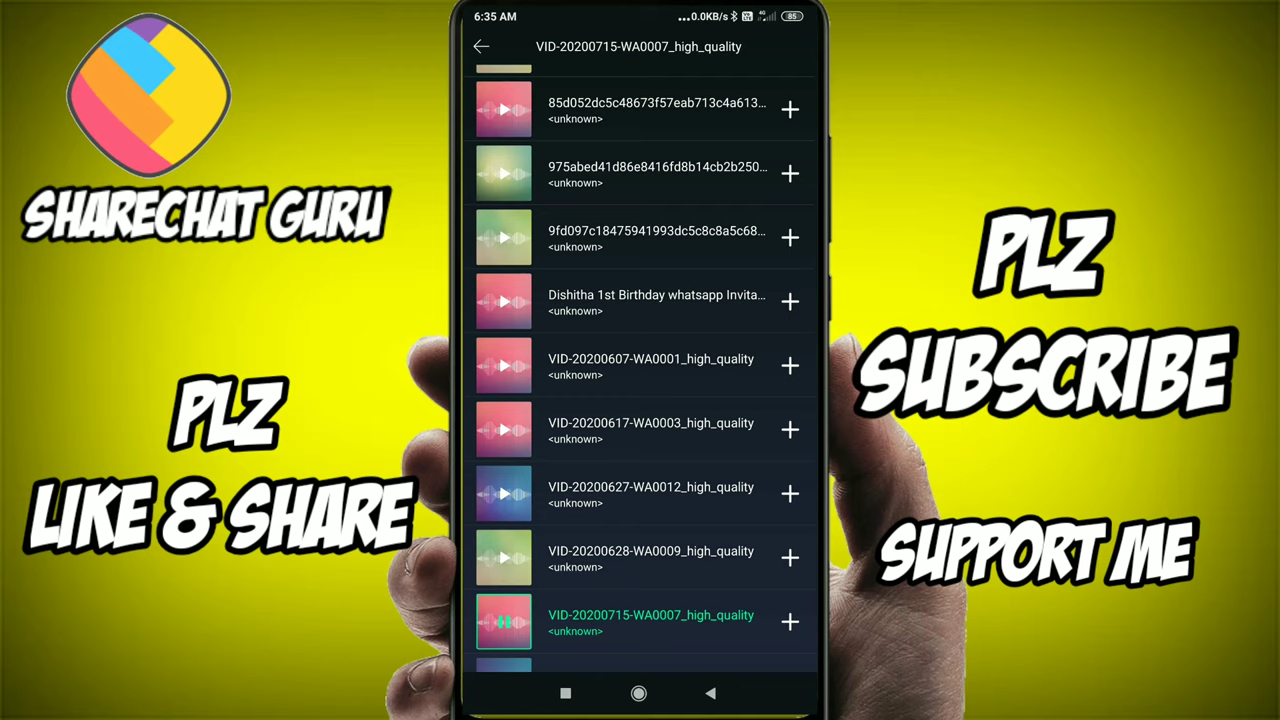 SHARECHAT GURU
PLZ
LIKE & SHARE
6:35 AM
...0.0KB/s
4G
85
VID-20200715-WA0007_high_quality
85d052dc5c48673f57eab713c4a613...
<unknown>
975abed41d86e8416fd8b14cb2b250...
<unknown>
9fd097c18475941993dc5c8c8a5c68...
<unknown>
Dishitha 1st Birthday whatsapp Invita...
<unknown>
VID-20200607-WA0001_high_quality
<unknown>
VID-20200617-WA0003_high_quality
<unknown>
VID-20200627-WA0012_high_quality
<unknown>
VID-20200628-WA0009_high_quality
<unknown>
VID-20200715-WA0007_high_quality
<unknown>
PLZ
SUBSCRIBE
SUPPORT ME